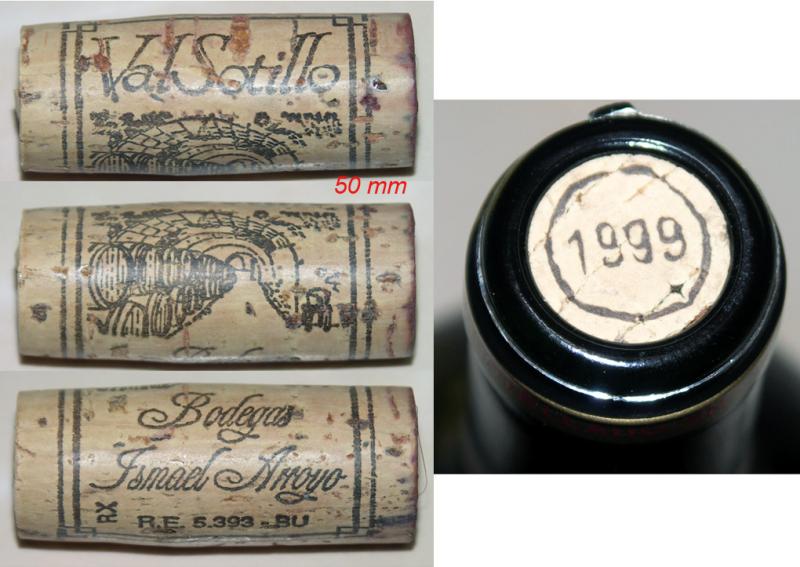 ValSotillo
50 mm
Bodegas
Ismael Arroyo
RX
R.E. 5.393 - BU
1999